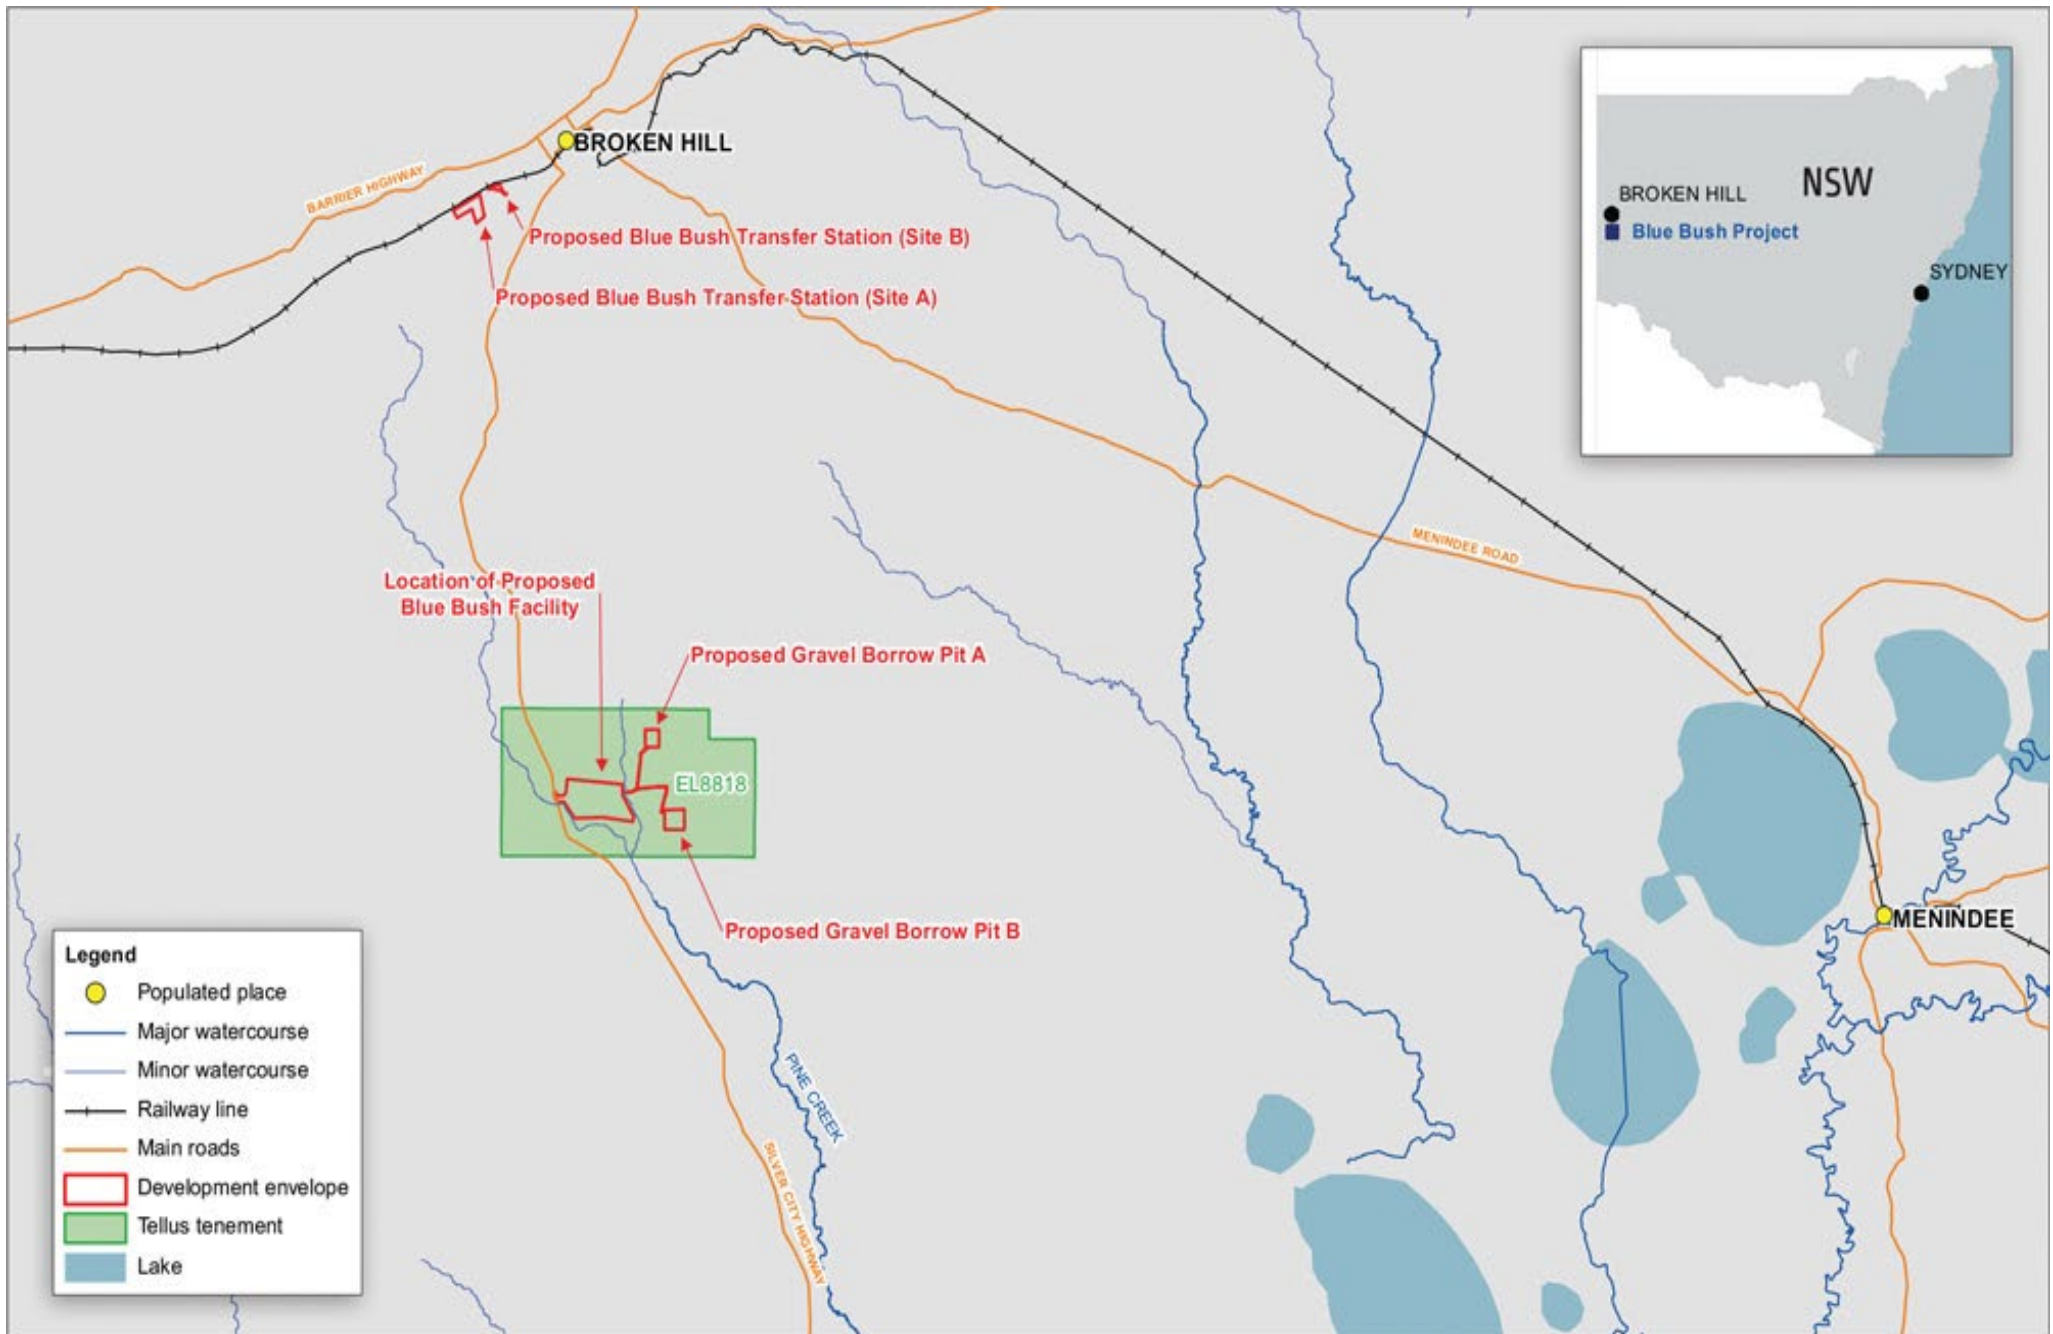 BROKEN HILL
BARRIER HIGHWAY
Proposed Blue Bush Transfer Station (Site B)
Proposed Blue Bush Transfer Station (Site A)
NSW
BROKEN HILL
Blue Bush Project
SYDNEY
MENINDEE ROAD
Location of Proposed
Blue Bush Facility
Proposed Gravel Borrow Pit A
EL8818
Proposed Gravel Borrow Pit B
MENINDEE
PINE CREEK
SILVER CITY HIGHWAY
Legend
Populated place
Major watercourse
Minor watercourse
Railway line
Main roads
Development envelope
Tellus tenement
Lake